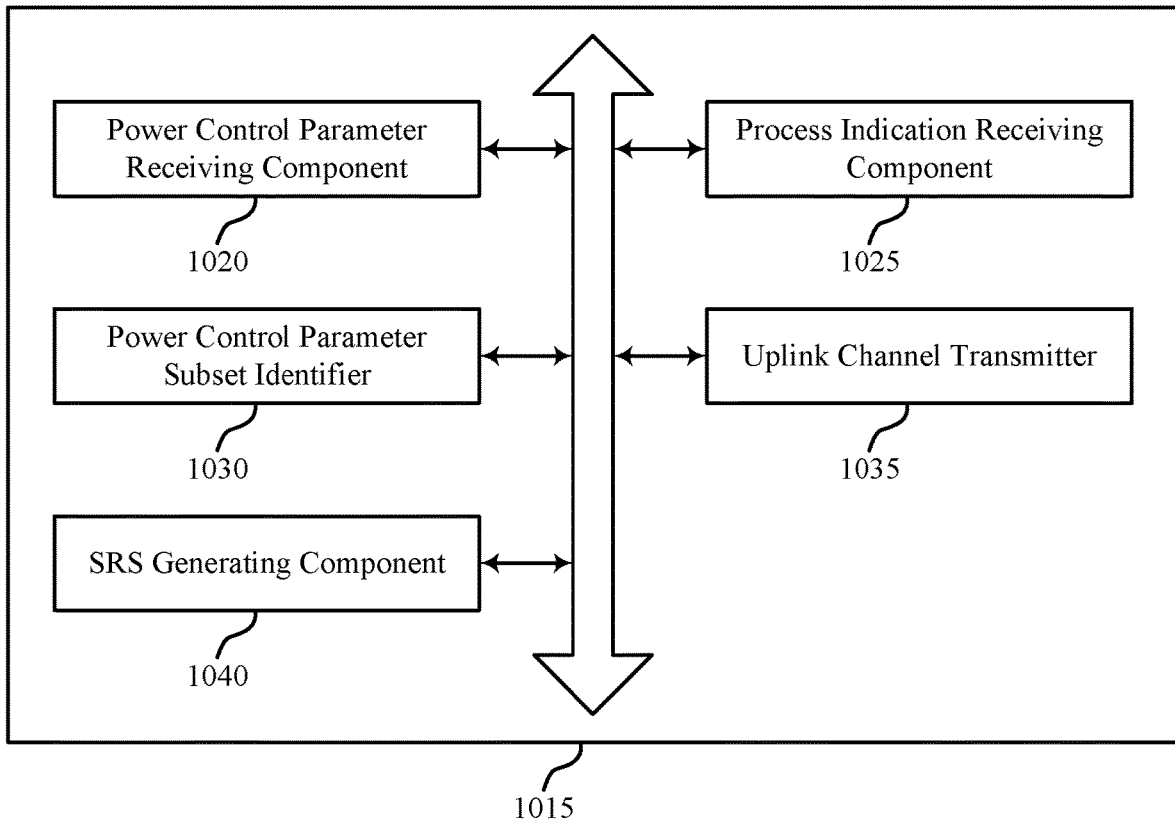 Power Control Parameter
Receiving Component
1020
Process Indication Receiving
Component
1025
Power Control Parameter
Subset Identifier
1030
Uplink Channel Transmitter
1035
SRS Generating Component
1040
1015